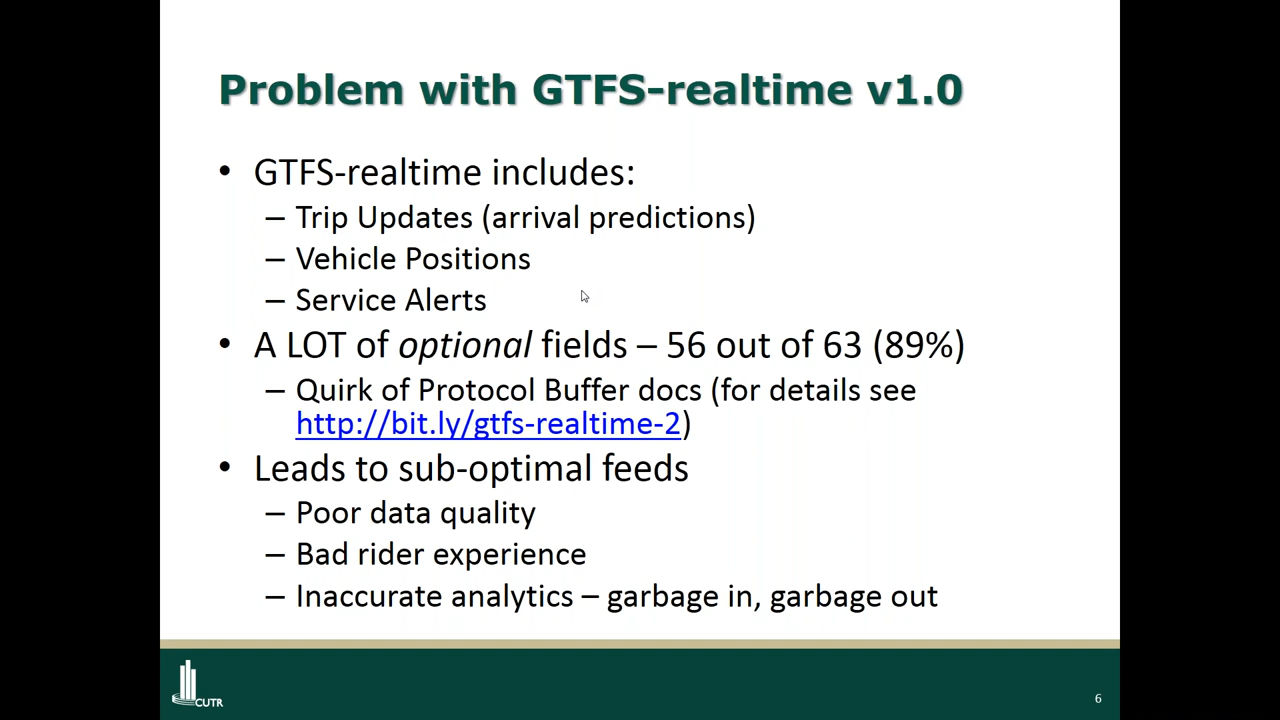 Problem with GTFS-realtime v1.0
• GTFS-realtime includes:
– Trip Updates (arrival predictions)
– Vehicle Positions
– Service Alerts
• A LOT of optional fields – 56 out of 63 (89%)
– Quirk of Protocol Buffer docs (for details see
http://bit.ly/gtfs-realtime-2)
• Leads to sub-optimal feeds
– Poor data quality
– Bad rider experience
– Inaccurate analytics – garbage in, garbage out
CUTR
6